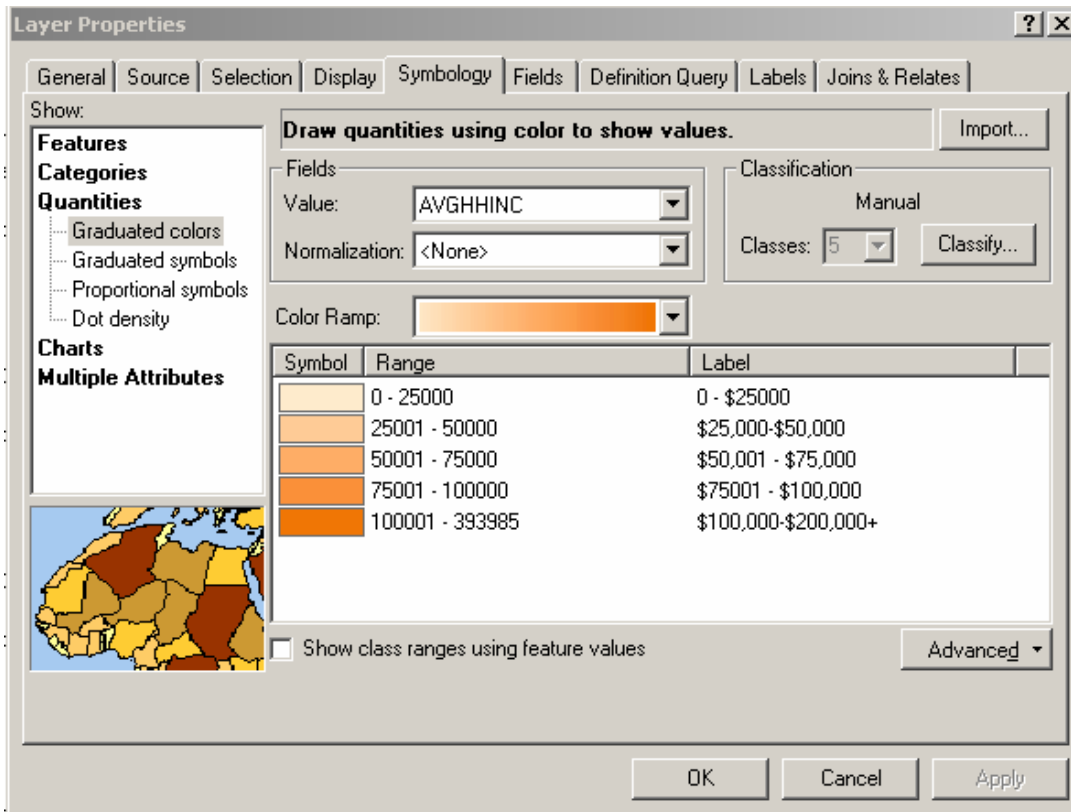 Layer Properties
General Source Selection Display Symbology Fields Definition Query Labels Joins & Relates
Show:
Features
Categories
Quantities
Graduated colors
Graduated symbols
Proportional symbols
Dot density
Charts
Multiple Attributes
Draw quantities using color to show values.
Import...
Fields
Value: AVGHHINC
Normalization: <None>
Classification
Manual
Classes: 5 Classify...
Color Ramp:
Symbol Range Label
0 - 25000 0 - $25000
25001 - 50000 $25,000-$50,000
50001 - 75000 $50,001 - $75,000
75001 - 100000 $75001 - $100,000
100001 - 393985 $100,000-$200,000+
Show class ranges using feature values
Advanced
OK Cancel Apply